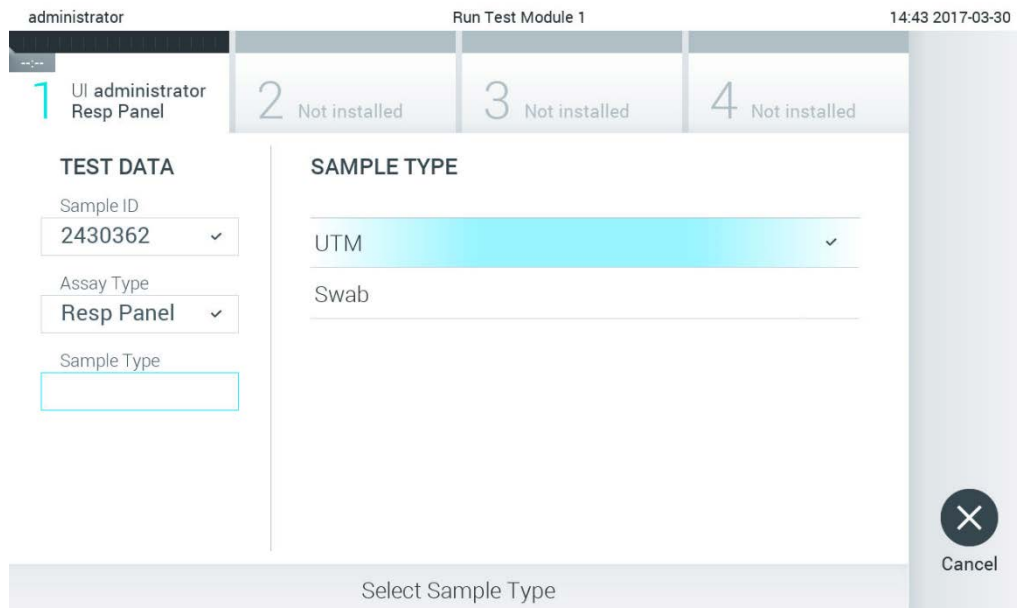 administrator
Run Test Module 1
14:43 2017-03-30
--:--
1 UI administrator
Resp Panel
2 Not installed
3 Not installed
4 Not installed
TEST DATA
Sample ID
2430362
Assay Type
Resp Panel
Sample Type
SAMPLE TYPE
UTM
Swab
Cancel
Select Sample Type